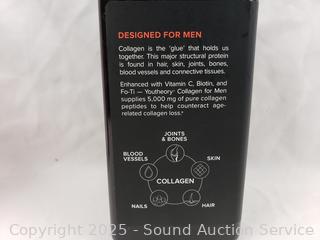 DESIGNED FOR MEN
Collagen is the 'glue' that holds us
together. This major structural protein
is found in hair, skin, joints, bones,
blood vessels and connective tissues.
Enhanced with Vitamin C, Biotin, and
Fo-Ti — Youtheory® Collagen for Men
supplies 5,000 mg of pure collagen
peptides to help counteract age-
related collagen loss.*
JOINTS
& BONES
BLOOD
VESSELS
SKIN
COLLAGEN
NAILS
HAIR
Copyright 2025 - Sound Auction Service